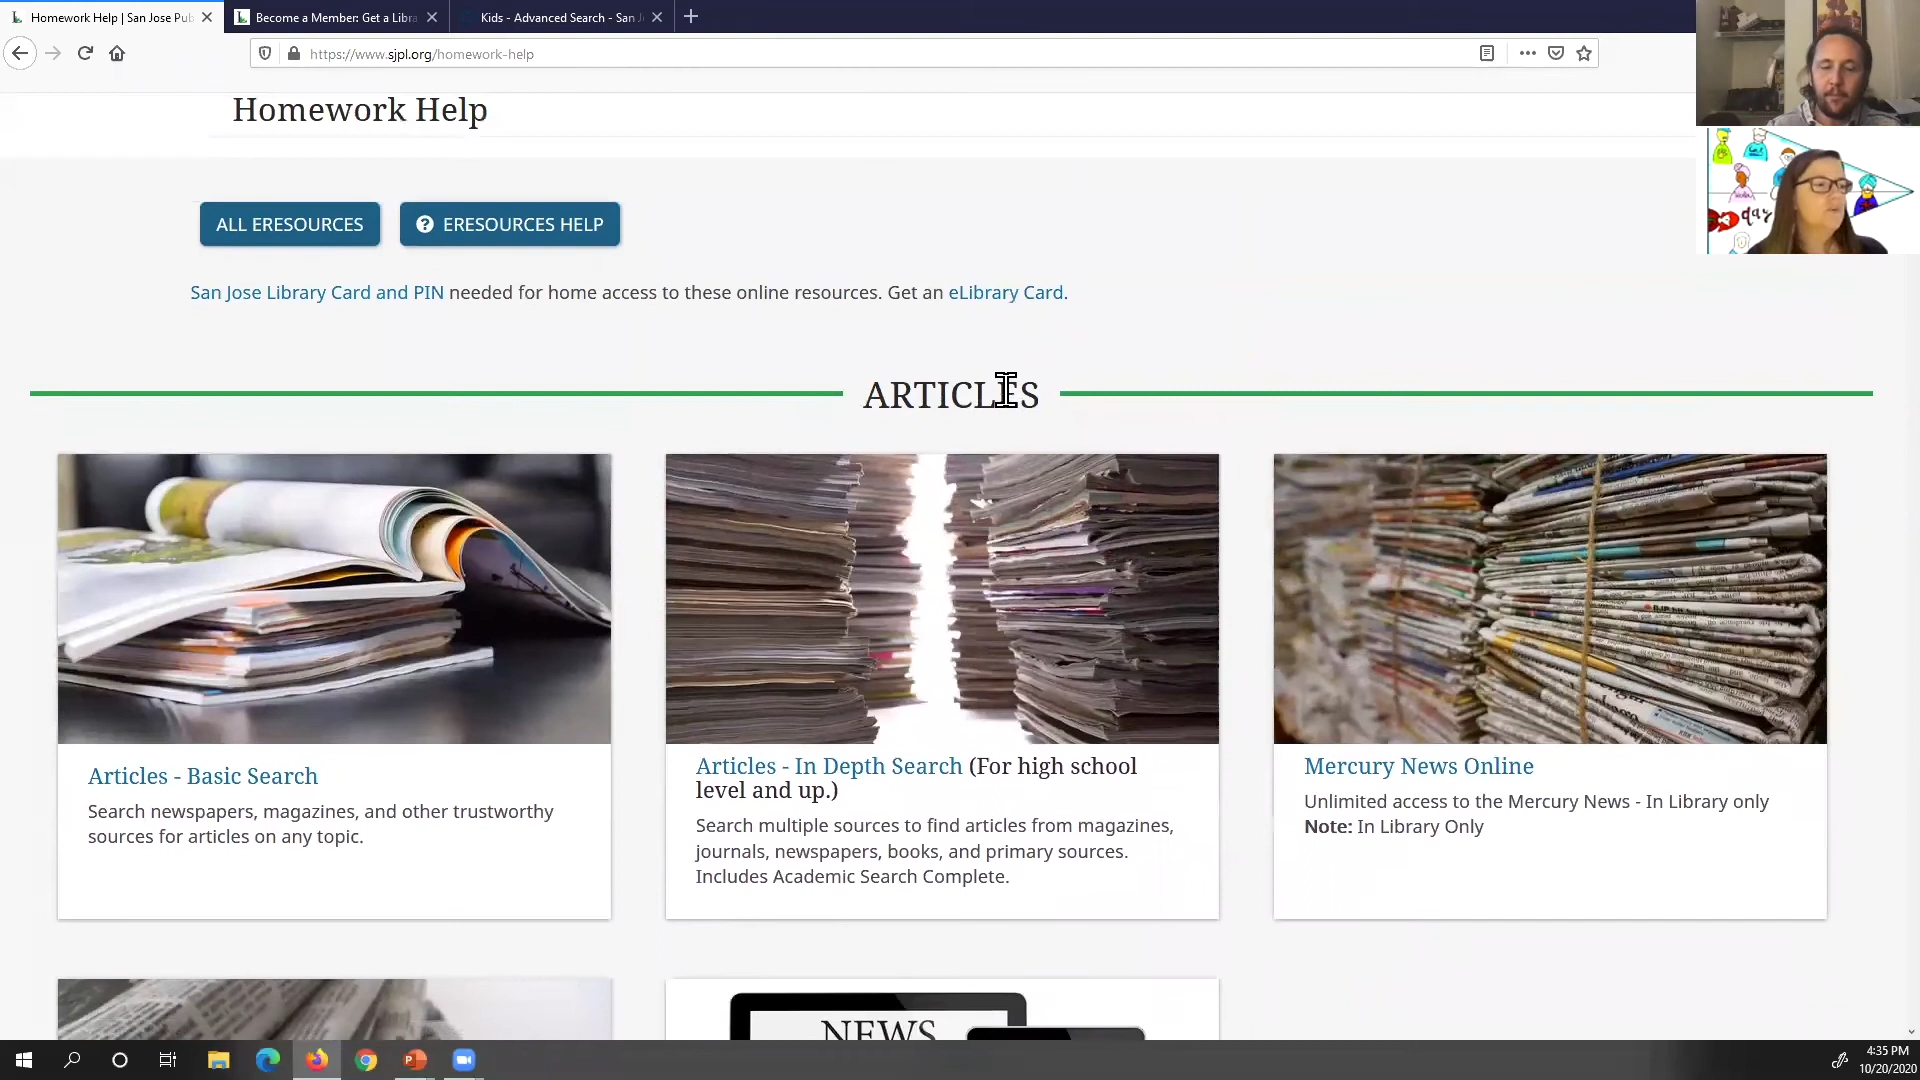 Homework Help | San Jose Pub
Become a Member: Get a Libra
Kids - Advanced Search - San J
https://www.sjpl.org/homework-help
Homework Help
ALL ERESOURCES
ERESOURCES HELP
San Jose Library Card and PIN needed for home access to these online resources. Get an eLibrary Card.
day
ARTICLES
Articles - Basic Search
Search newspapers, magazines, and other trustworthy
sources for articles on any topic.
Articles - In Depth Search (For high school
level and up.)
Search multiple sources to find articles from magazines,
journals, newspapers, books, and primary sources.
Includes Academic Search Complete.
Mercury News Online
Unlimited access to the Mercury News - In Library only
Note: In Library Only
NEWS
4:35 PM
10/20/2020